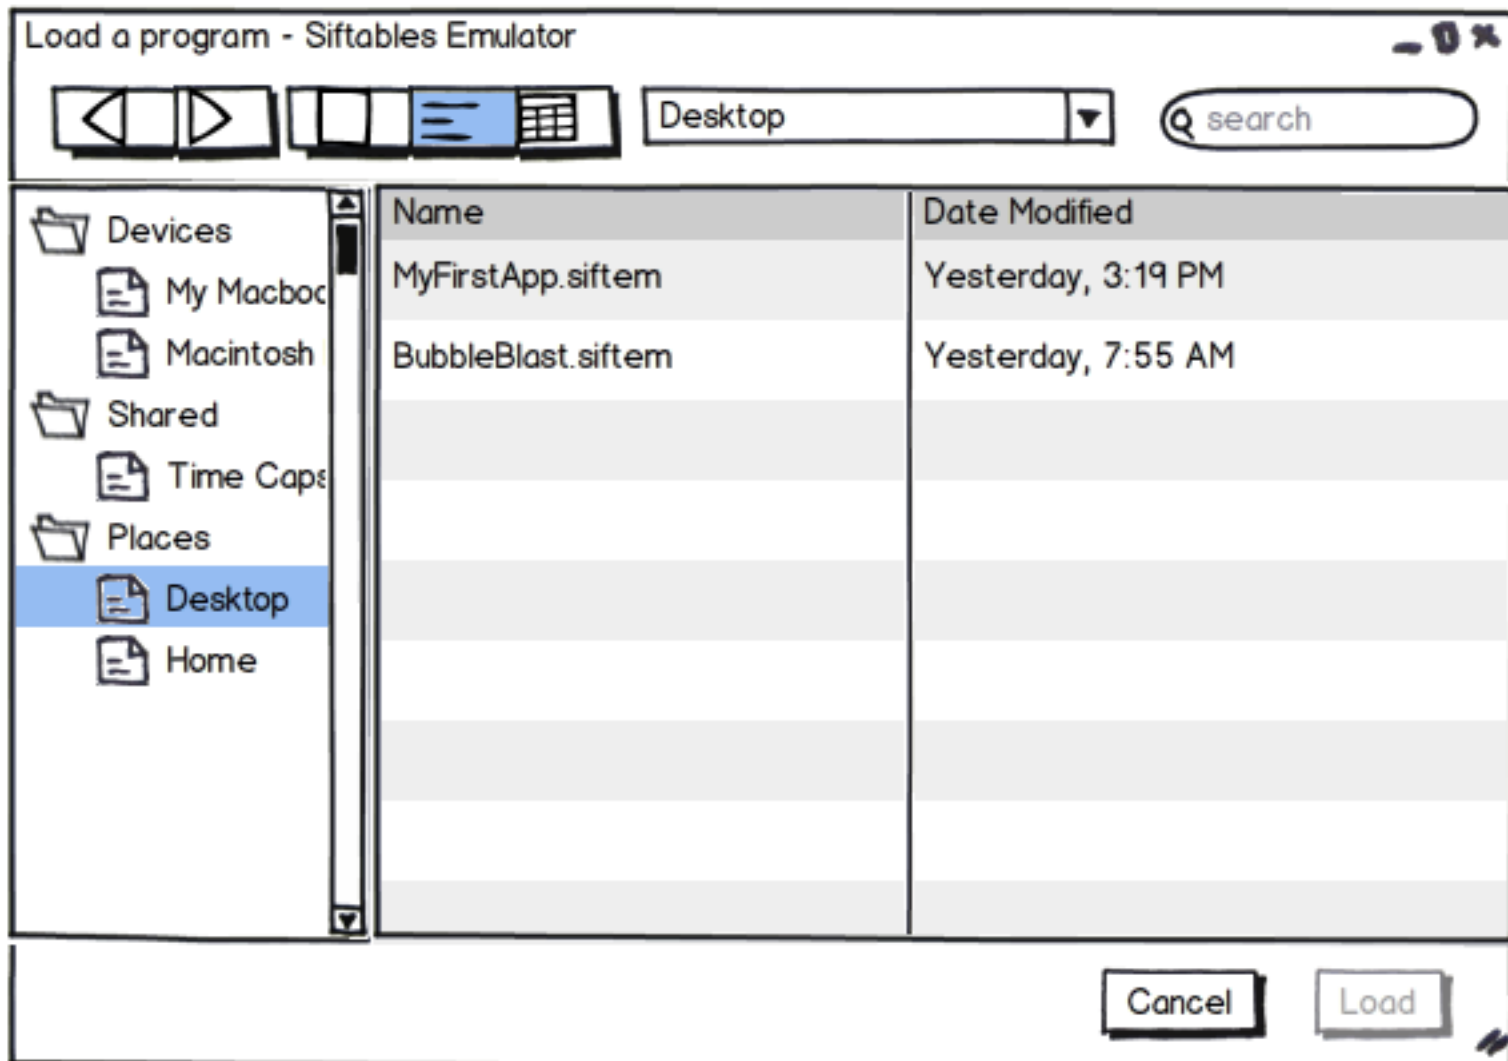 Load a program - Siftables Emulator
Desktop
search
Devices
My Macboo
Macintosh
Shared
Time Caps
Places
Desktop
Home
Name Date Modified
MyFirstApp.siftem Yesterday, 3:19 PM
BubbleBlast.siftem Yesterday, 7:55 AM
Cancel Load